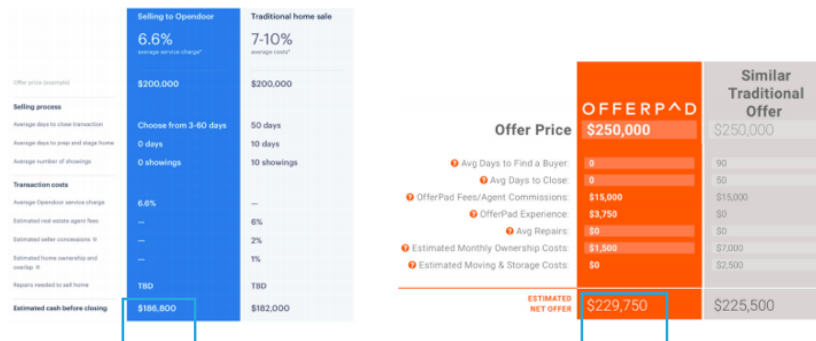 Selling to Opendoor Traditional home sale
6.6% 7-10%
average service charge* average costs*
Offer price (example) $200,000 $200,000
Selling process
Average days to close transaction Choose from 3-60 days 50 days
Average days to prep and stage home 0 days 10 days
Average number of showings 0 showings 10 showings
Transaction costs
Average Opendoor service charge 6.6% —
Estimated real estate agent fees — 6%
Estimated seller concessions — 2%
Estimated home ownership and — 1%
overlap
Repairs needed to sell home TBD TBD
Estimated cash before closing $186,800 $182,000
Similar
Traditional
OFFERPAD Offer
Offer Price $250,000 $250,000
Avg Days to Find a Buyer: 0 90
Avg Days to Close: 0 50
OfferPad Fees/Agent Commissions: $15,000 $15,000
OfferPad Experience: $3,750 $0
Avg Repairs: $0 $0
Estimated Monthly Ownership Costs: $1,500 $7,000
Estimated Moving & Storage Costs: $0 $2,500
ESTIMATED
NET OFFER $229,750 $225,500